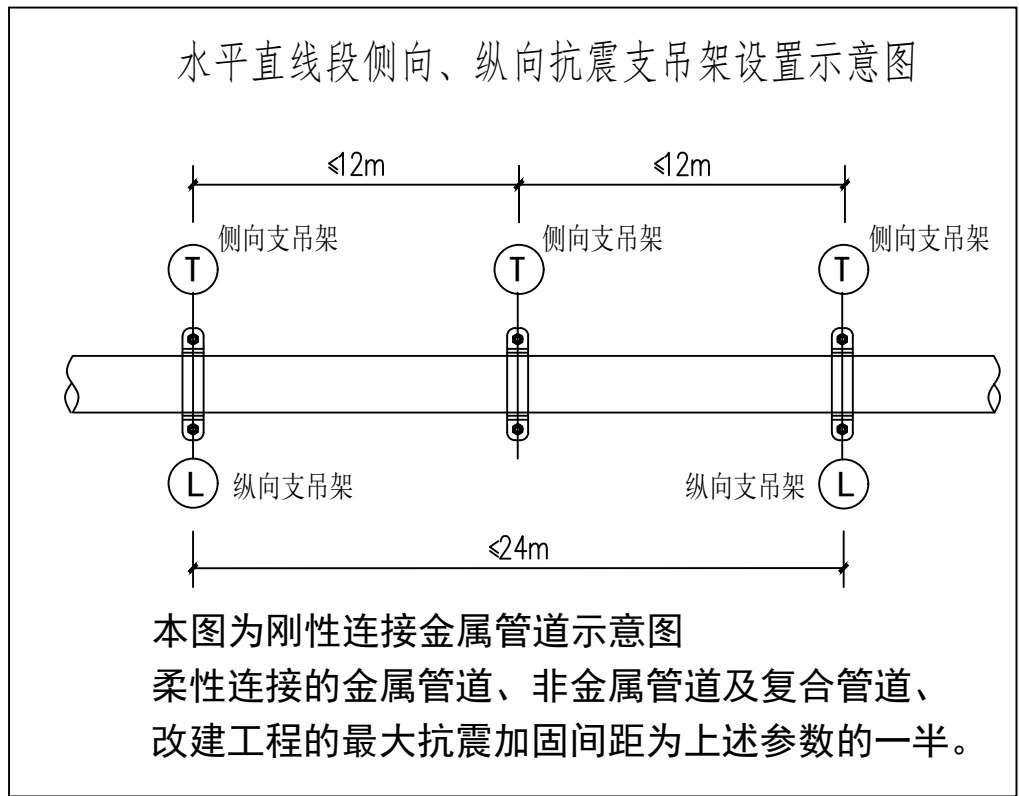 水平直线段侧向、纵向抗震支吊架设置示意图
≤12m ≤12m
侧向支吊架 侧向支吊架 侧向支吊架
T T T
L 纵向支吊架 纵向支吊架 L
≤24m
本图为刚性连接金属管道示意图
柔性连接的金属管道、非金属管道及复合管道、
改建工程的最大抗震加固间距为上述参数的一半。